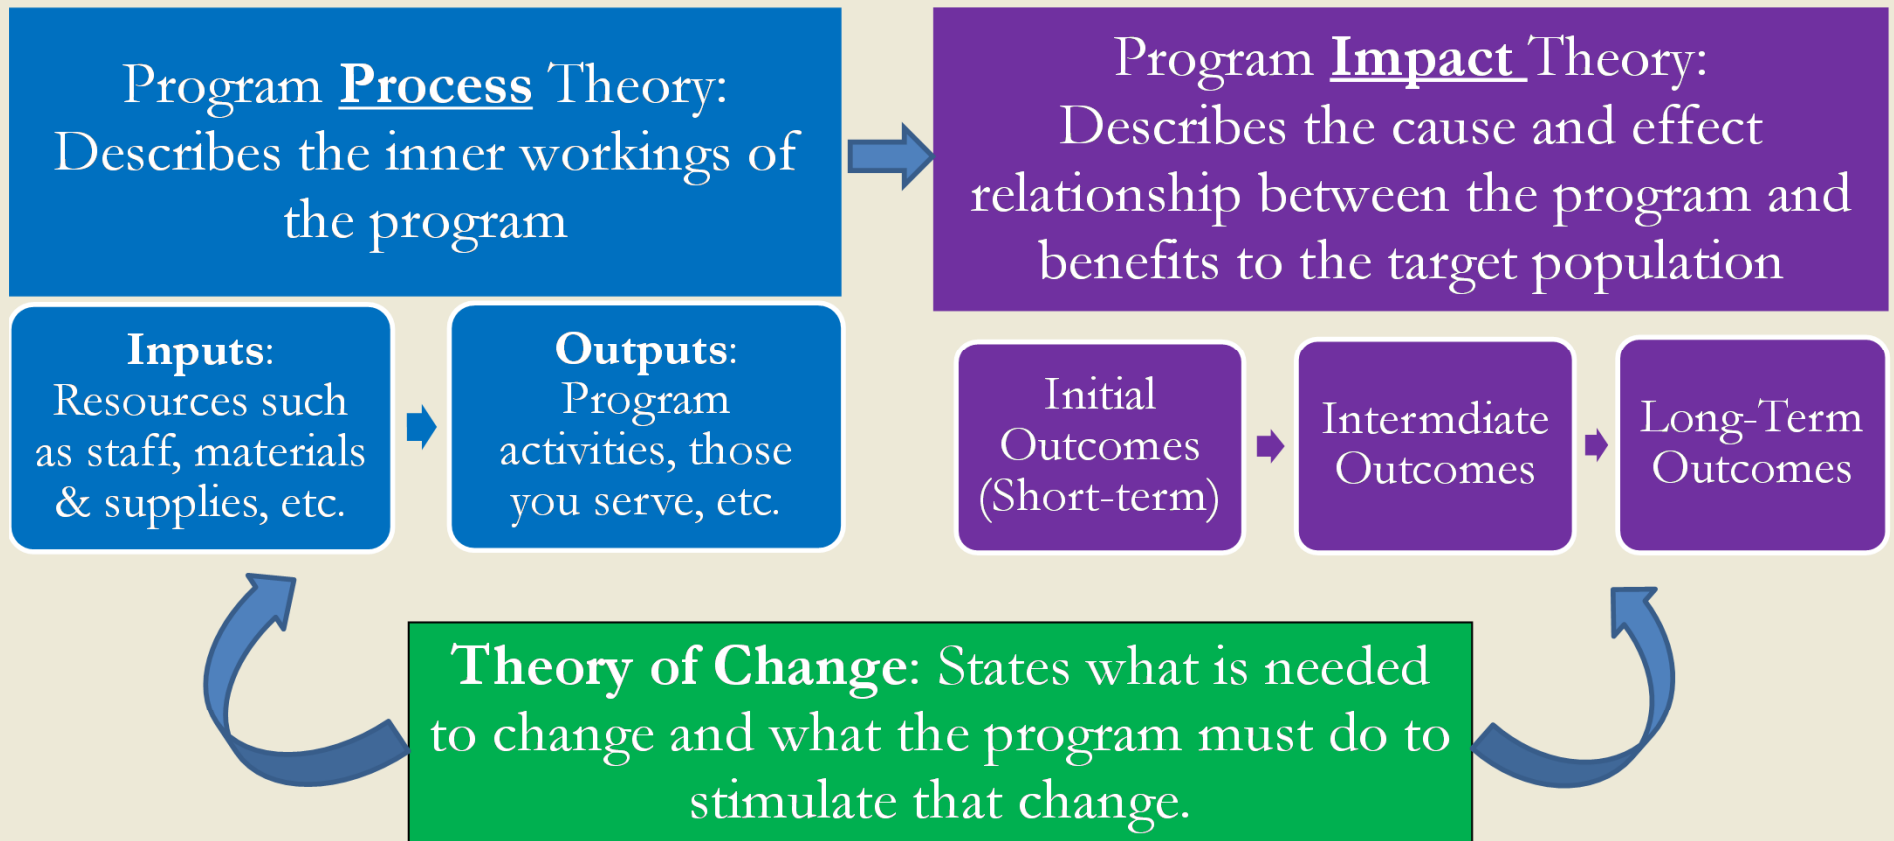 Program Process Theory:
Describes the inner workings of
the program
Program Impact Theory:
Describes the cause and effect
relationship between the program and
benefits to the target population
Inputs:
Resources such
as staff, materials
& supplies, etc.
Outputs:
Program
activities, those
you serve, etc.
Initial
Outcomes
(Short-term)
Intermdiate
Outcomes
Long-Term
Outcomes
Theory of Change: States what is needed
to change and what the program must do to
stimulate that change.